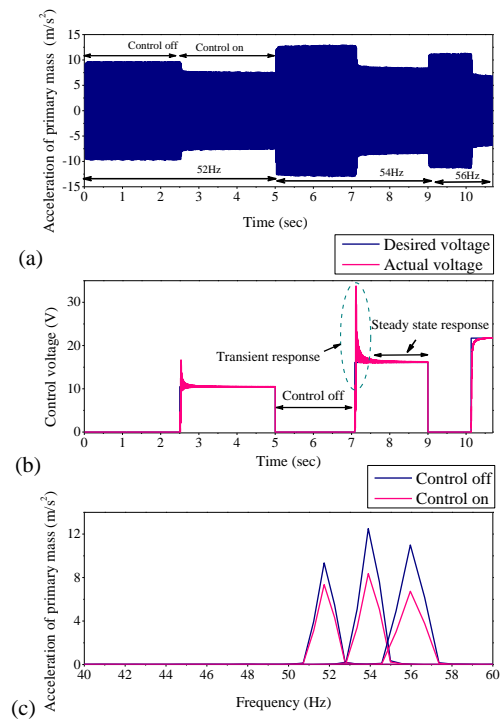 Acceleration of primary mass (m/s²)
15
10
5
0
-5
-10
-15
Control off
Control on
52Hz
54Hz
56Hz
0 1 2 3 4 5 6 7 8 9 10
Time (sec)
(a)
Desired voltage
Actual voltage
Control voltage (V)
30
20
10
0
Transient response
Steady state response
Control off
0 1 2 3 4 5 6 7 8 9 10
Time (sec)
(b)
Control off
Control on
Acceleration of primary mass (m/s²)
12
8
4
0
40 42 44 46 48 50 52 54 56 58 60
Frequency (Hz)
(c)